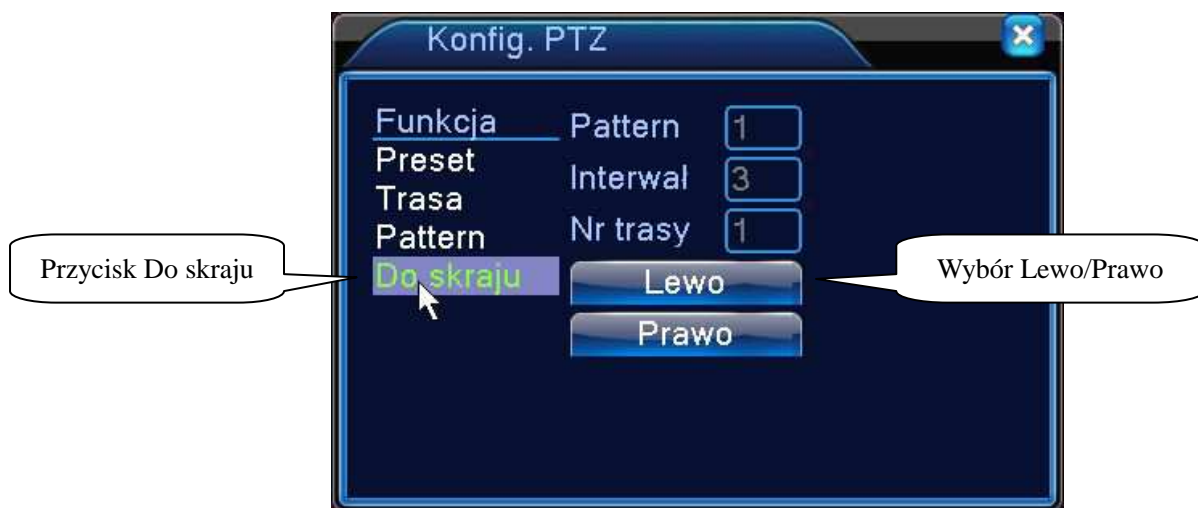 Konfig. PTZ
Funkcja
Preset
Trasa
Pattern
Do skraju
Pattern 1
Interwał 3
Nr trasy 1
Lewo
Prawo
Przycisk Do skraju
Wybór Lewo/Prawo